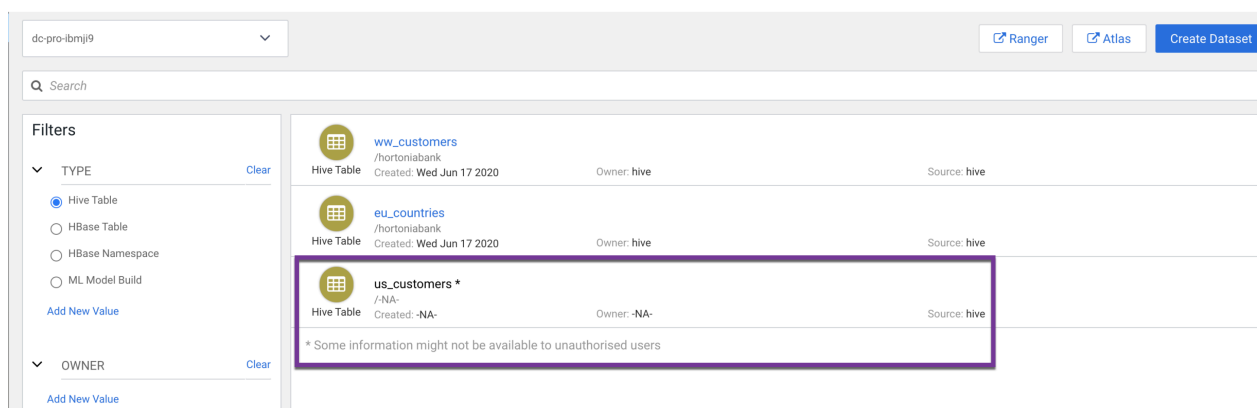 dc-pro-ibmji9
Ranger
Atlas
Create Dataset
Search
Filters
TYPE
Clear
Hive Table
HBase Table
HBase Namespace
ML Model Build
Add New Value
OWNER
Clear
Add New Value
ww_customers
/hortoniabank
Hive Table
Created: Wed Jun 17 2020
Owner: hive
Source: hive
eu_countries
/hortoniabank
Hive Table
Created: Wed Jun 17 2020
Owner: hive
Source: hive
us_customers *
/-NA-
Hive Table
Created: -NA-
Owner: -NA-
Source: hive
* Some information might not be available to unauthorised users